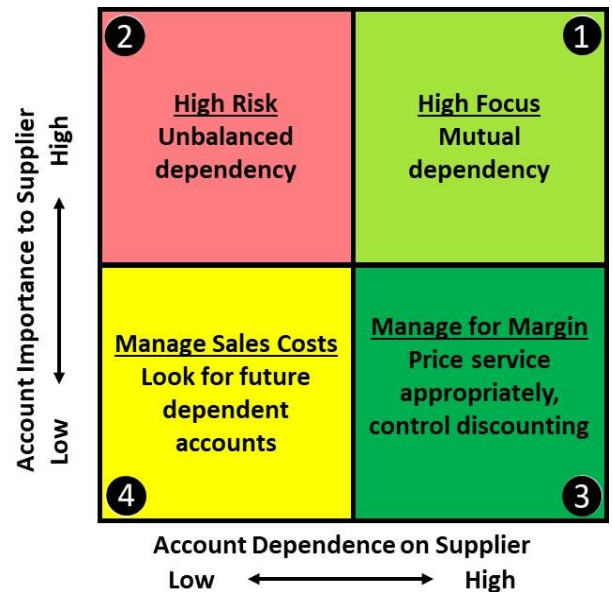 2
High Risk
Unbalanced
dependency
1
High Focus
Mutual
dependency
Account Importance to Supplier
High
Low
Manage Sales Costs
Look for future
dependent
accounts
4
Manage for Margin
Price service
appropriately,
control discounting
3
Account Dependence on Supplier
Low
High